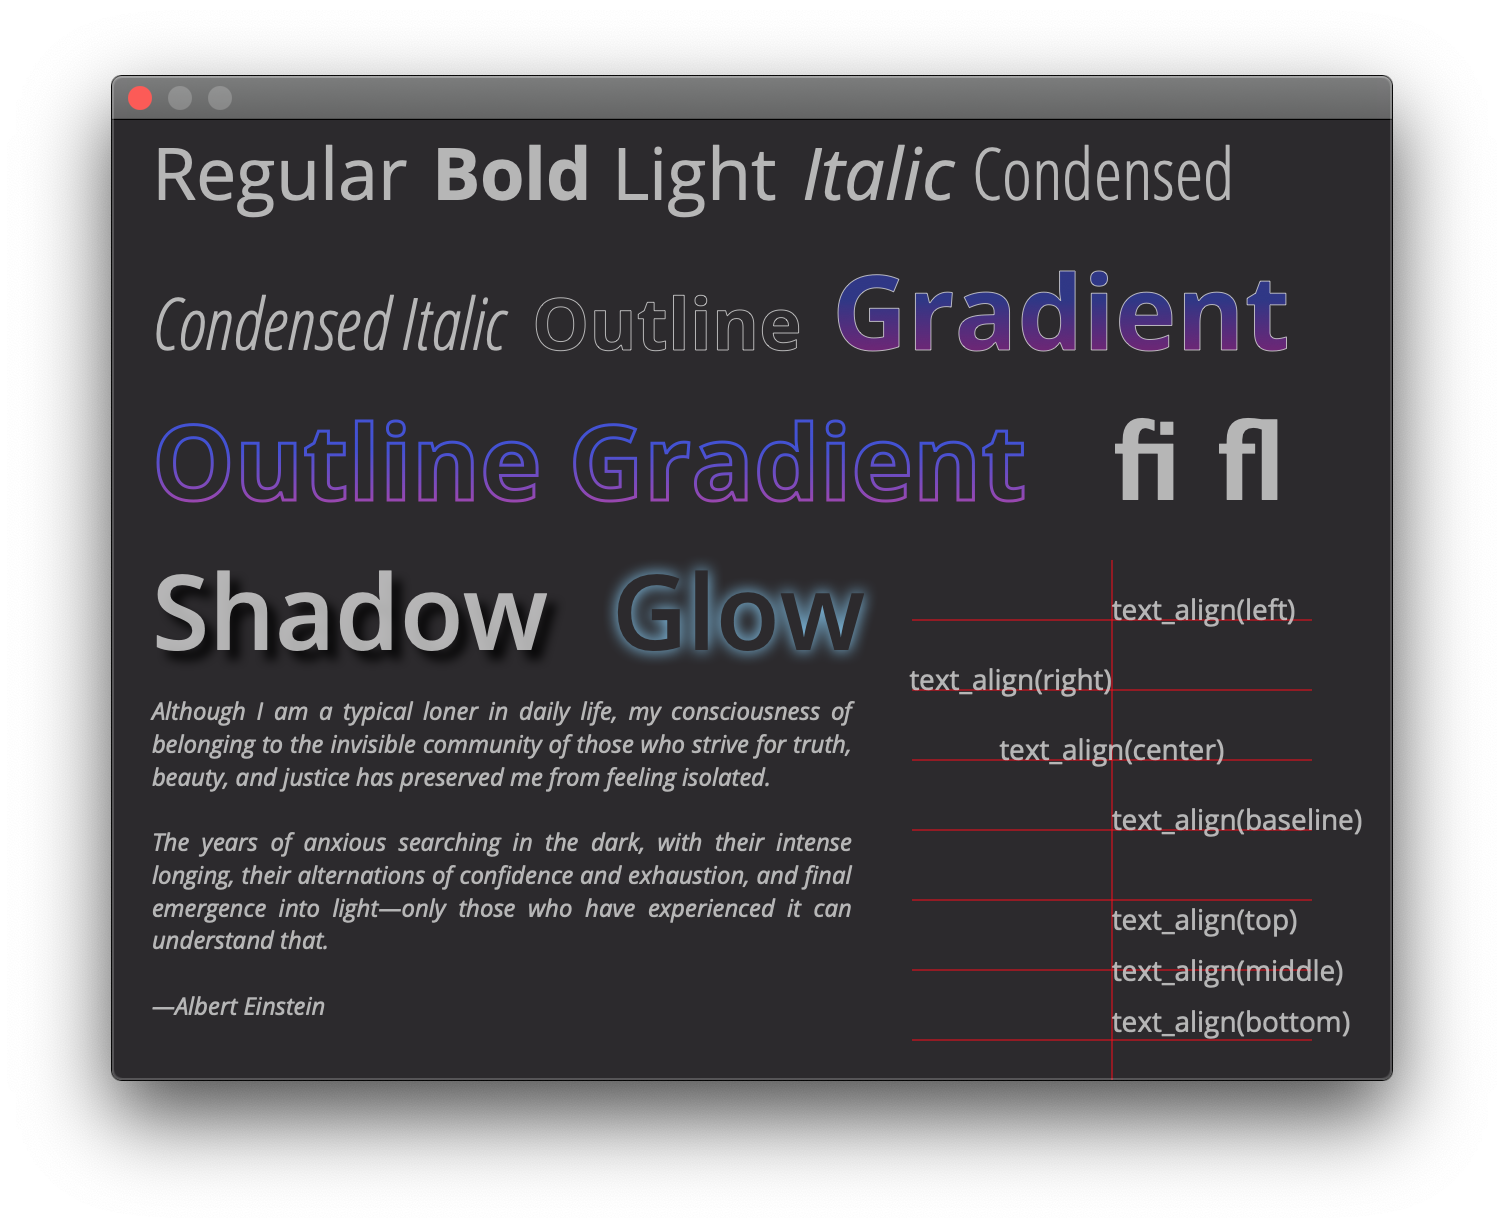 Regular Bold Light Italic Condensed
Condensed Italic Outline Gradient
Outline Gradient fi fl
Shadow Glow
Although I am a typical loner in daily life, my consciousness of
belonging to the invisible community of those who strive for truth,
beauty, and justice has preserved me from feeling isolated.
The years of anxious searching in the dark, with their intense
longing, their alternations of confidence and exhaustion, and final
emergence into light—only those who have experienced it can
understand that.
—Albert Einstein
text_align(left)
text_align(right)
text_align(center)
text_align(baseline)
text_align(top)
text_align(middle)
text_align(bottom)